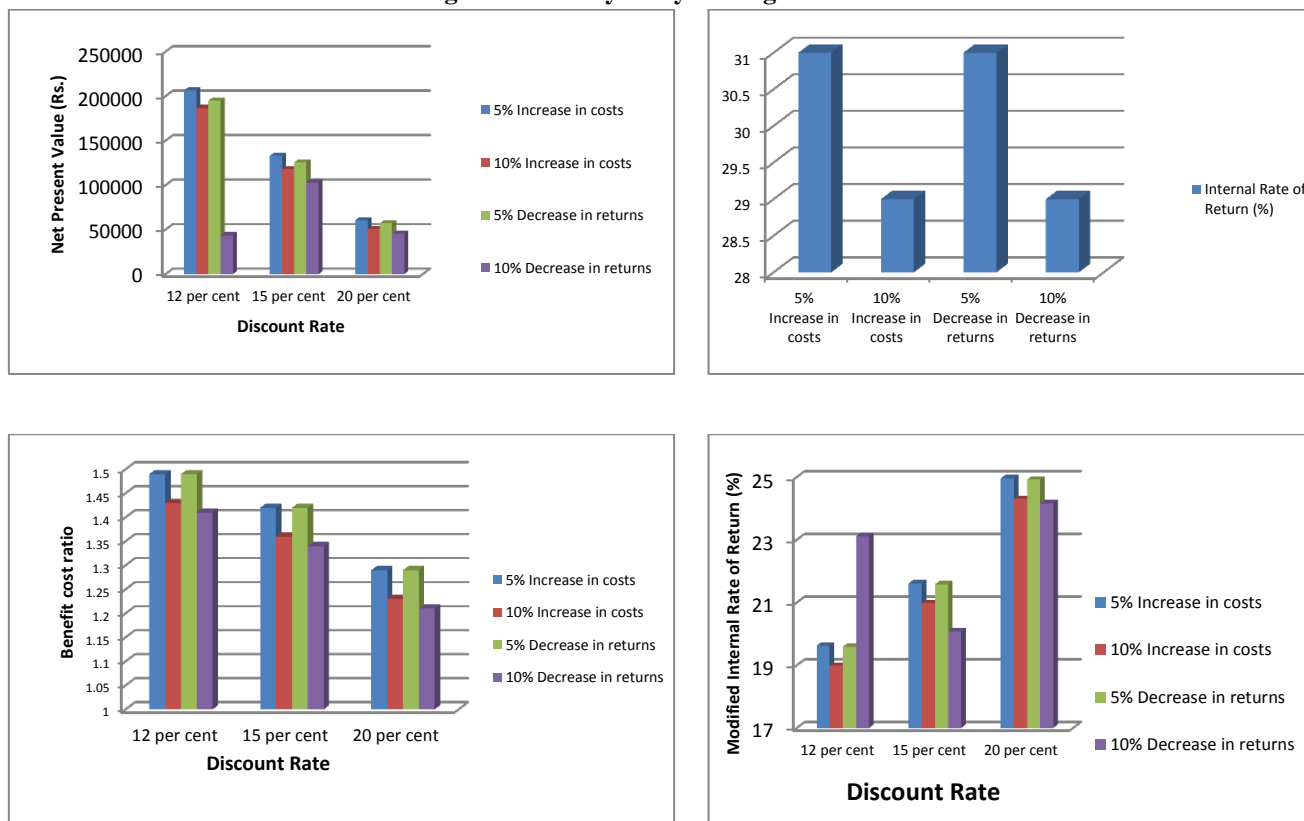 250000
200000
150000
100000
50000
0
Net Present Value (Rs.)
12 per cent 15 per cent 20 per cent
Discount Rate
5% Increase in costs
10% Increase in costs
5% Decrease in returns
10% Decrease in returns
31
30.5
30
29.5
29
28.5
28
5%
Increase in
costs
10%
Increase in
costs
5%
Decrease in
returns
10%
Decrease in
returns
Internal Rate of
Return (%)
1.5
1.45
1.4
1.35
1.3
1.25
1.2
1.15
1.1
1.05
1
Benefit cost ratio
12 per cent 15 per cent 20 per cent
Discount Rate
5% Increase in costs
10% Increase in costs
5% Decrease in returns
10% Decrease in returns
25
23
21
19
17
Modified Internal Rate of Return (%)
12 per cent 15 per cent 20 per cent
Discount Rate
5% Increase in costs
10% Increase in costs
5% Decrease in returns
10% Decrease in returns